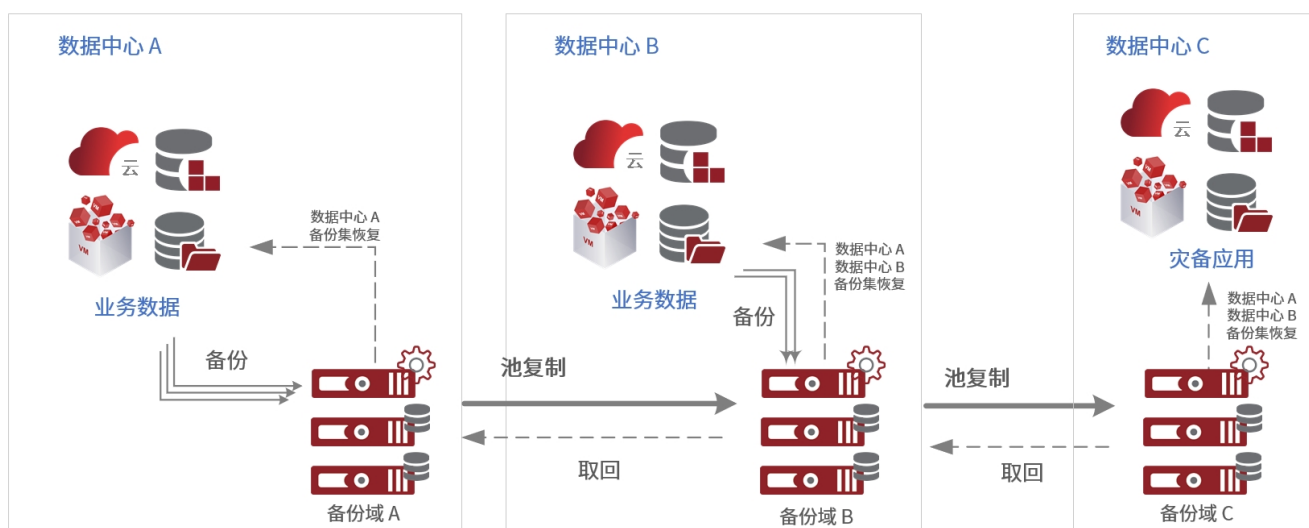 数据中心 A
云
VM
数据中心 A
备份集恢复
业务数据
备份
备份域 A
池复制
取回
数据中心 B
云
VM
数据中心 A
数据中心 B
备份集恢复
业务数据
备份
备份域 B
池复制
取回
数据中心 C
云
VM
灾备应用
数据中心 A
数据中心 B
备份集恢复
备份域 C